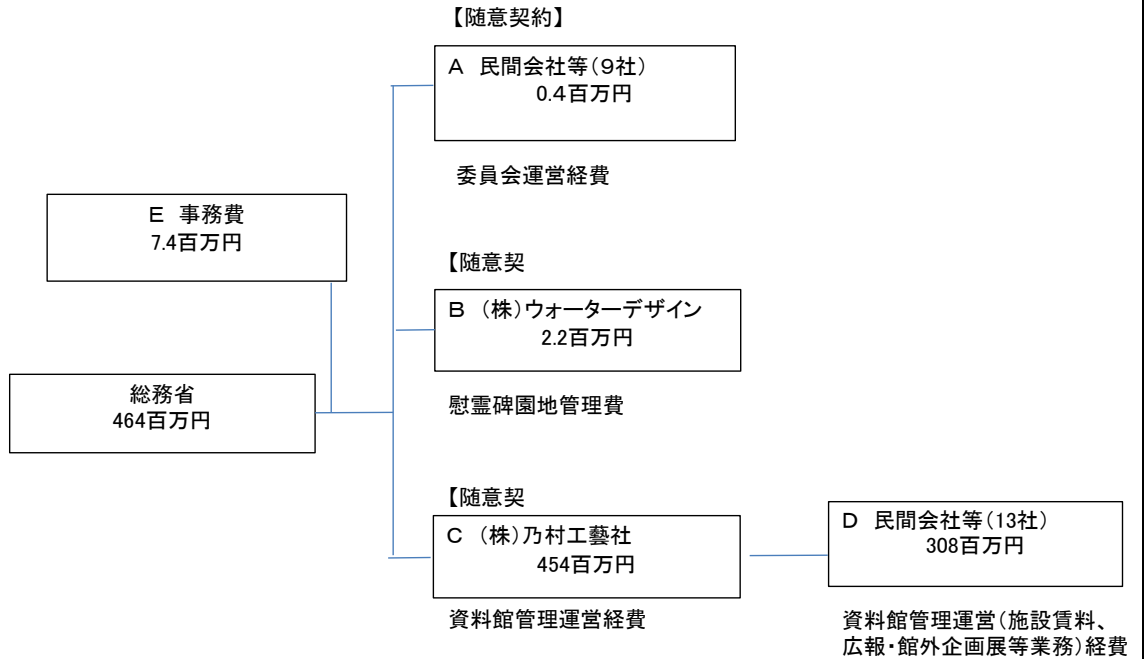 【随意契約】
A 民間会社等(9社)
0.4百万円
委員会運営経費
E 事務費
7.4百万円
【随意契
B (株)ウォーターデザイン
2.2百万円
総務省
464百万円
慰霊碑園地管理費
【随意契
C (株)乃村工藝社
454百万円
資料館管理運営経費
D 民間会社等(13社)
308百万円
資料館管理運営(施設賃料、
広報・館外企画展等業務)経費